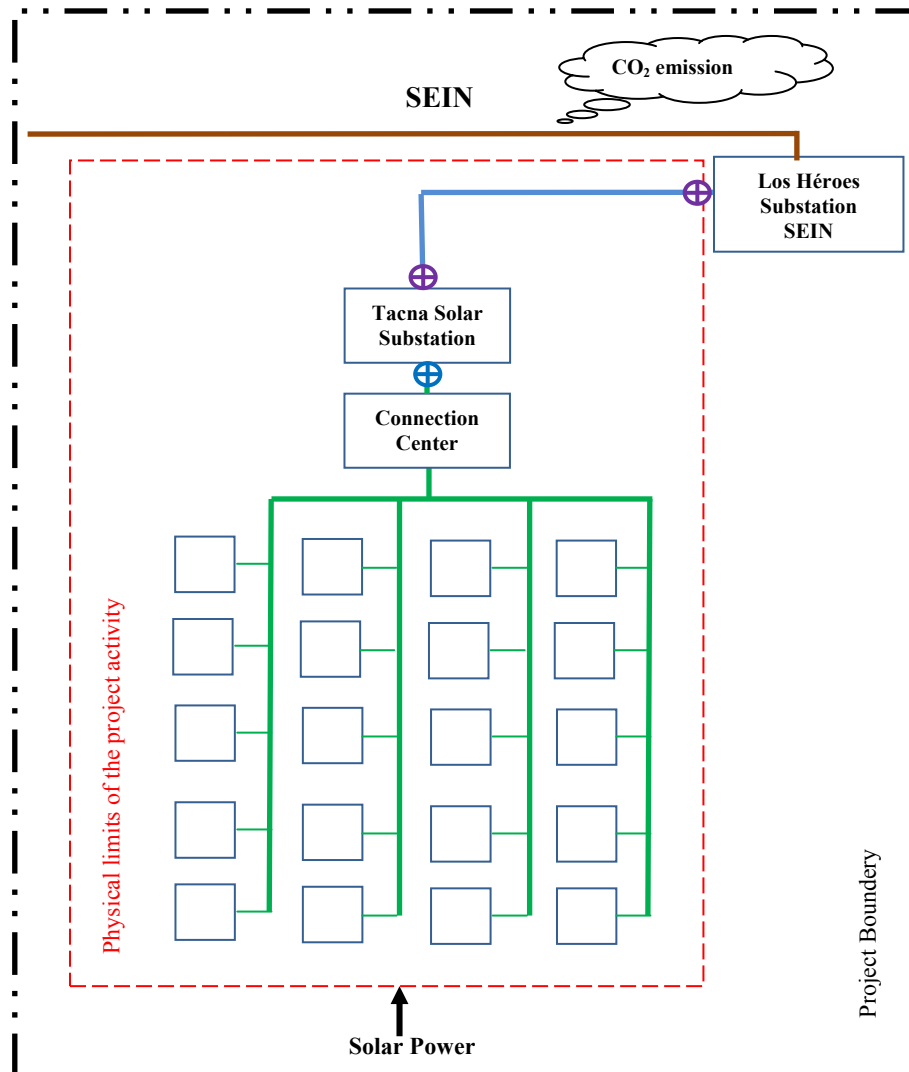 CO₂ emission
SEIN
Los Héroes
Substation
SEIN
Tacna Solar
Substation
Connection
Center
Physical limits of the project activity
Project Boundery
Solar Power